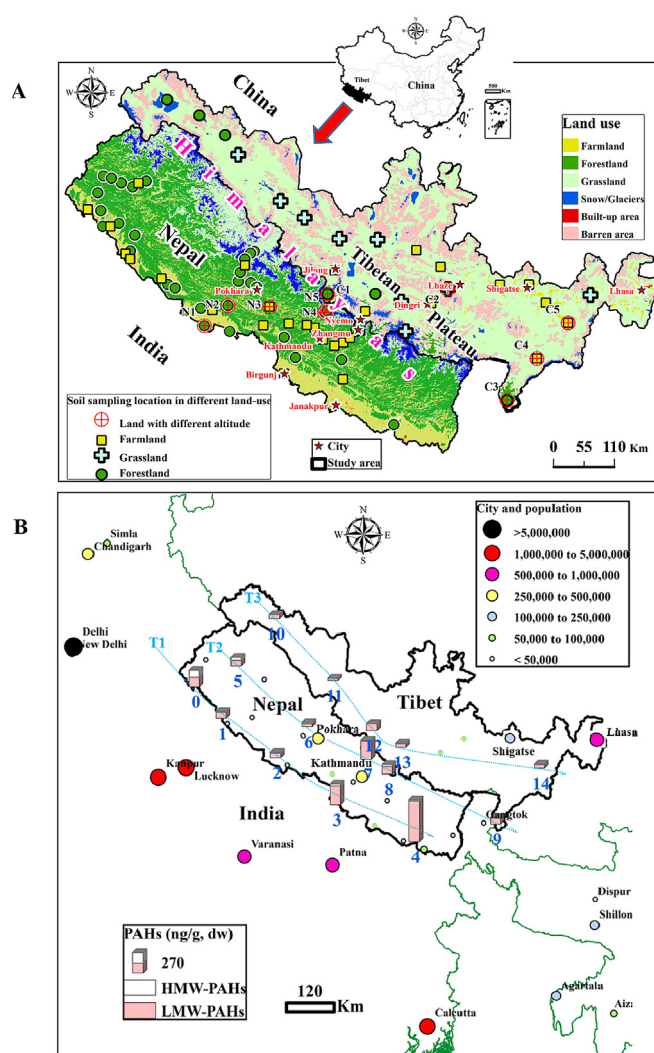 A
N
W
E
S
N
W
E
S
Tibet
China
500
Km
China
Land use
Farmland
Forestland
Grassland
Snow/Glaciers
Built-up area
Barren area
Himalayas
Nepal
Tibetan
Plateau
India
Jilong
C1
N5
N4
Pokhara
N2
N3
N1
Nyemo
Zhangmu
Kathmandu
Dingri
C2
Lhaze
Shigatse
Lhasa
C5
C4
C3
Birgunj
Janakpur
Soil sampling location in different land-use
Land with different altitude
Farmland
Grassland
Forestland
City
Study area
0 55 110 Km
B
N
W
E
S
City and population
>5,000,000
1,000,000 to 5,000,000
500,000 to 1,000,000
250,000 to 500,000
100,000 to 250,000
50,000 to 100,000
< 50,000
Simla
Chandigarh
Delhi
New Delhi
T1
T2
T3
10
5
0
1
11
Nepal
Tibet
6
Pokhara
12
13
Shigatse
Lhasa
Kathmandu
7
8
14
2
Kanpur
Lucknow
India
3
4
Gangtok
9
Varanasi
Patna
Dispur
Shillon
Agartala
Aiz
Calcutta
PAHs (ng/g, dw)
270
HMW-PAHs
LMW-PAHs
120
Km